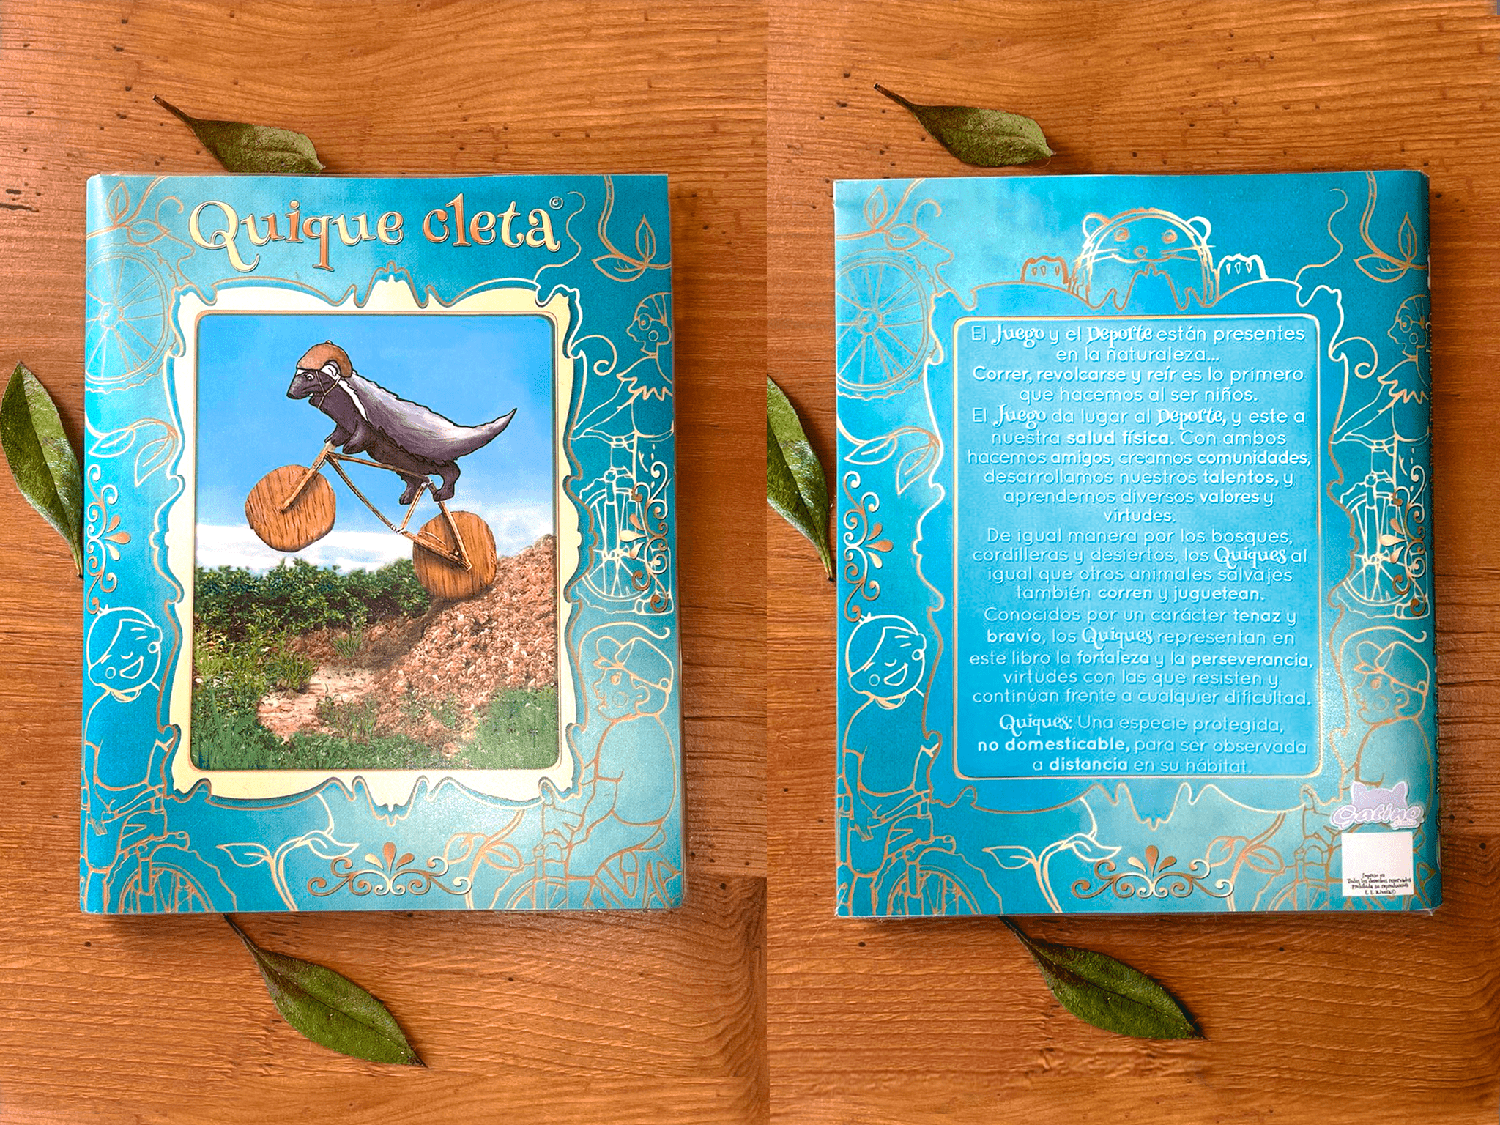 Quique cleta©
El Juego y el Deporte están presentes
en la naturaleza...
Correr, revolcarse y reír es lo primero
que hacemos al ser niños.
El Juego da lugar al Deporte, y este a
nuestra salud física. Con ambos
hacemos amigos, creamos comunidades,
desarrollamos nuestros talentos, y
aprendemos diversos valores y
virtudes.
De igual manera por los bosques,
cordilleras y desiertos, los Quiques al
igual que otros animales salvajes
también corren y juguetean.
Conocidos por un carácter tenaz y
bravío, los Quiques representan en
este libro la fortaleza y la perseverancia,
virtudes con las que resisten y
continúan frente a cualquier dificultad.
Quiques: Una especie protegida,
no domesticable, para ser observada
a distancia en su hábitat.
Todos los derechos reservados